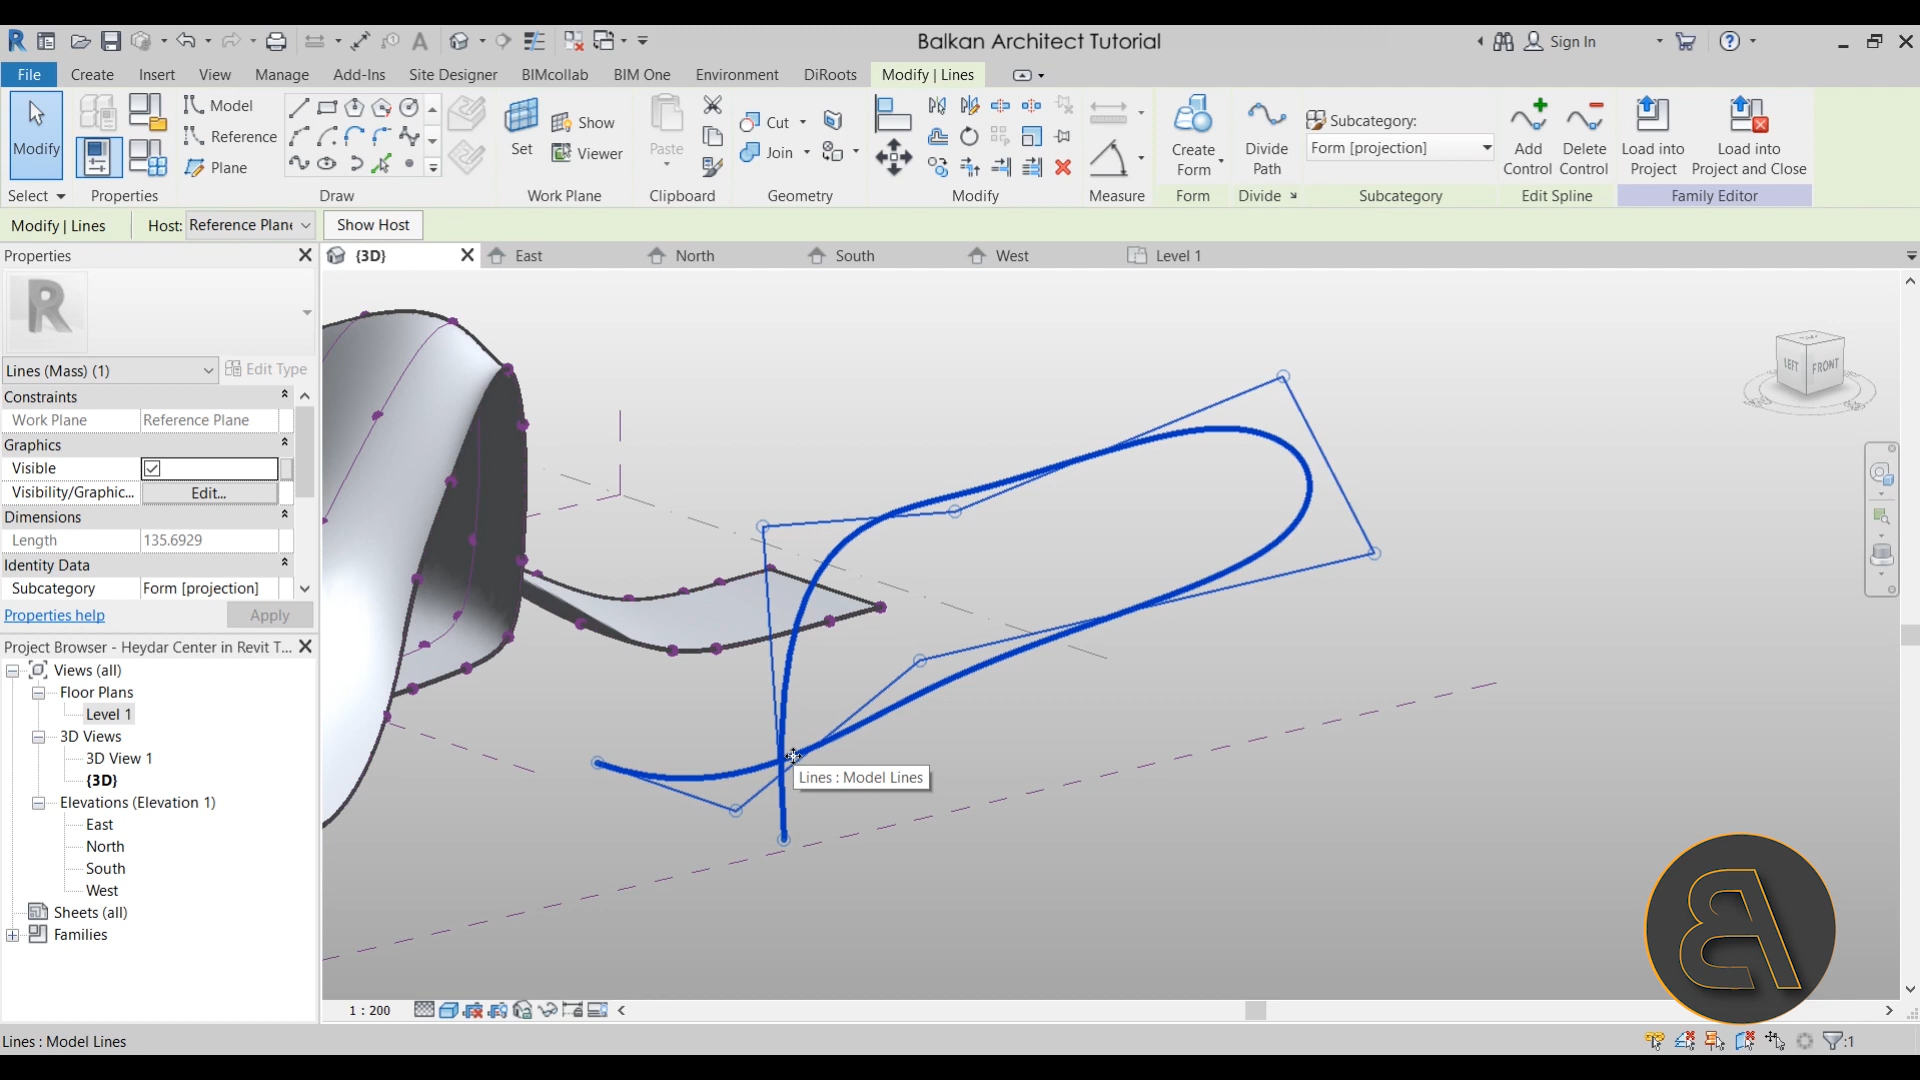 Balkan Architect Tutorial
Sign In
File Create Insert View Manage Add-Ins Site Designer BIMcollab BIM One Environment DiRoots Modify | Lines
Model
Reference
Plane
Modify
Set
Show
Viewer
Paste
Cut
Join
Create
Form
Divide
Path
Subcategory:
Form [projection]
Add
Control
Delete
Control
Load into
Project
Load into
Project and Close
Select Properties Draw Work Plane Clipboard Geometry Modify Measure Form Divide Subcategory Edit Spline Family Editor
Modify | Lines Host: Reference Plane Show Host
Properties
{3D} East North South West Level 1
R
Lines (Mass) (1) Edit Type
Constraints
Work Plane Reference Plane
Graphics
Visible
Visibility/Graphic... Edit...
Dimensions
Length 135.6929
Identity Data
Subcategory Form [projection]
Properties help Apply
Project Browser - Heydar Center in Revit T...
Views (all)
Floor Plans
Level 1
3D Views
3D View 1
{3D}
Elevations (Elevation 1)
East
North
South
West
Sheets (all)
Families
LEFT FRONT
Lines : Model Lines
1 : 200
Lines : Model Lines
:1